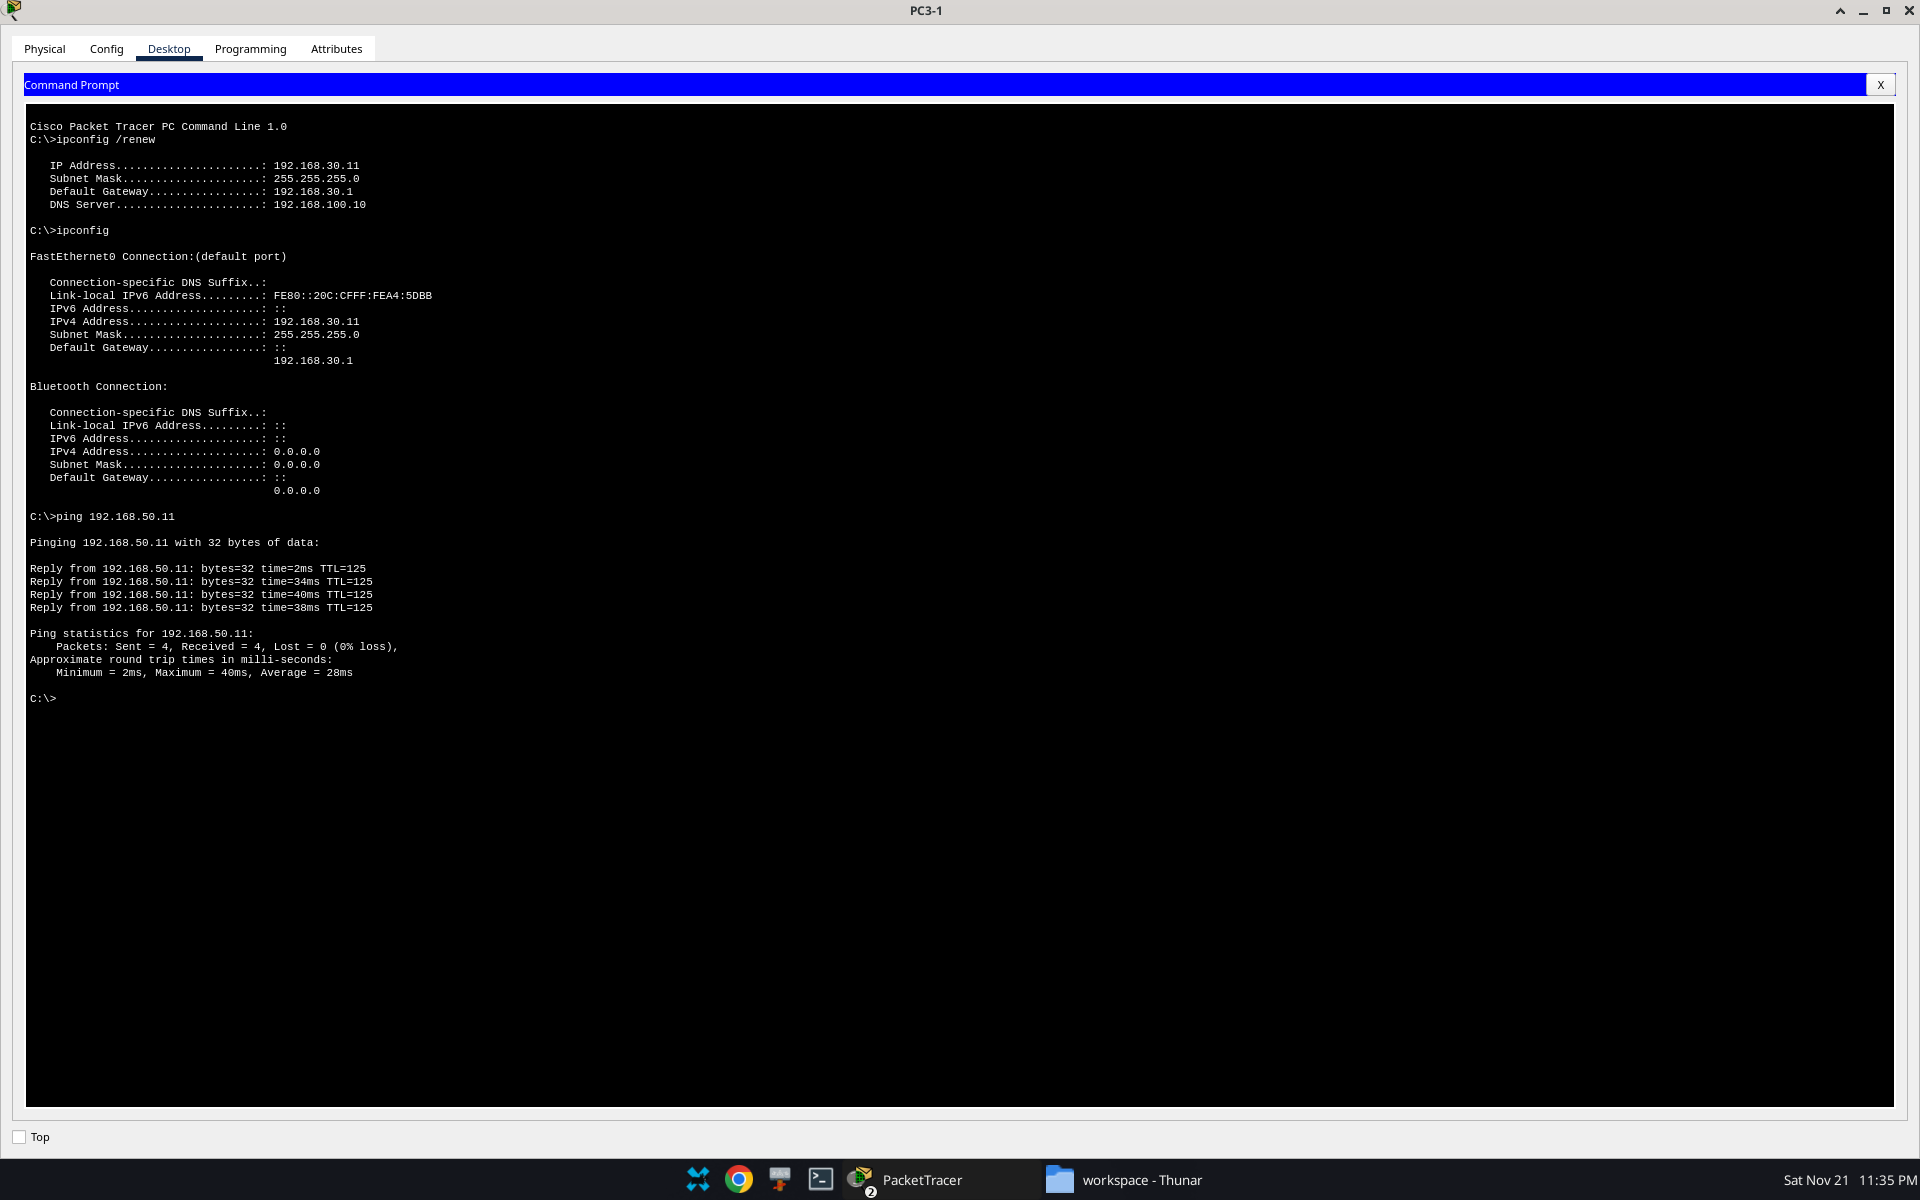 PC3-1
Physical Config Desktop Programming Attributes
Command Prompt X
Cisco Packet Tracer PC Command Line 1.0
C:\>ipconfig /renew
IP Address......................: 192.168.30.11
Subnet Mask.....................: 255.255.255.0
Default Gateway.................: 192.168.30.1
DNS Server......................: 192.168.100.10
C:\>ipconfig
FastEthernet0 Connection:(default port)
Connection-specific DNS Suffix..:
Link-local IPv6 Address.........: FE80::20C:CFFF:FEA4:5DBB
IPv6 Address....................: ::
IPv4 Address....................: 192.168.30.11
Subnet Mask.....................: 255.255.255.0
Default Gateway.................: ::
192.168.30.1
Bluetooth Connection:
Connection-specific DNS Suffix..:
Link-local IPv6 Address.........: ::
IPv6 Address....................: ::
IPv4 Address....................: 0.0.0.0
Subnet Mask.....................: 0.0.0.0
Default Gateway.................: ::
0.0.0.0
C:\>ping 192.168.50.11
Pinging 192.168.50.11 with 32 bytes of data:
Reply from 192.168.50.11: bytes=32 time=2ms TTL=125
Reply from 192.168.50.11: bytes=32 time=34ms TTL=125
Reply from 192.168.50.11: bytes=32 time=40ms TTL=125
Reply from 192.168.50.11: bytes=32 time=38ms TTL=125
Ping statistics for 192.168.50.11:
Packets: Sent = 4, Received = 4, Lost = 0 (0% loss),
Approximate round trip times in milli-seconds:
Minimum = 2ms, Maximum = 40ms, Average = 28ms
C:\>
Top
2 PacketTracer workspace - Thunar Sat Nov 21 11:35 PM